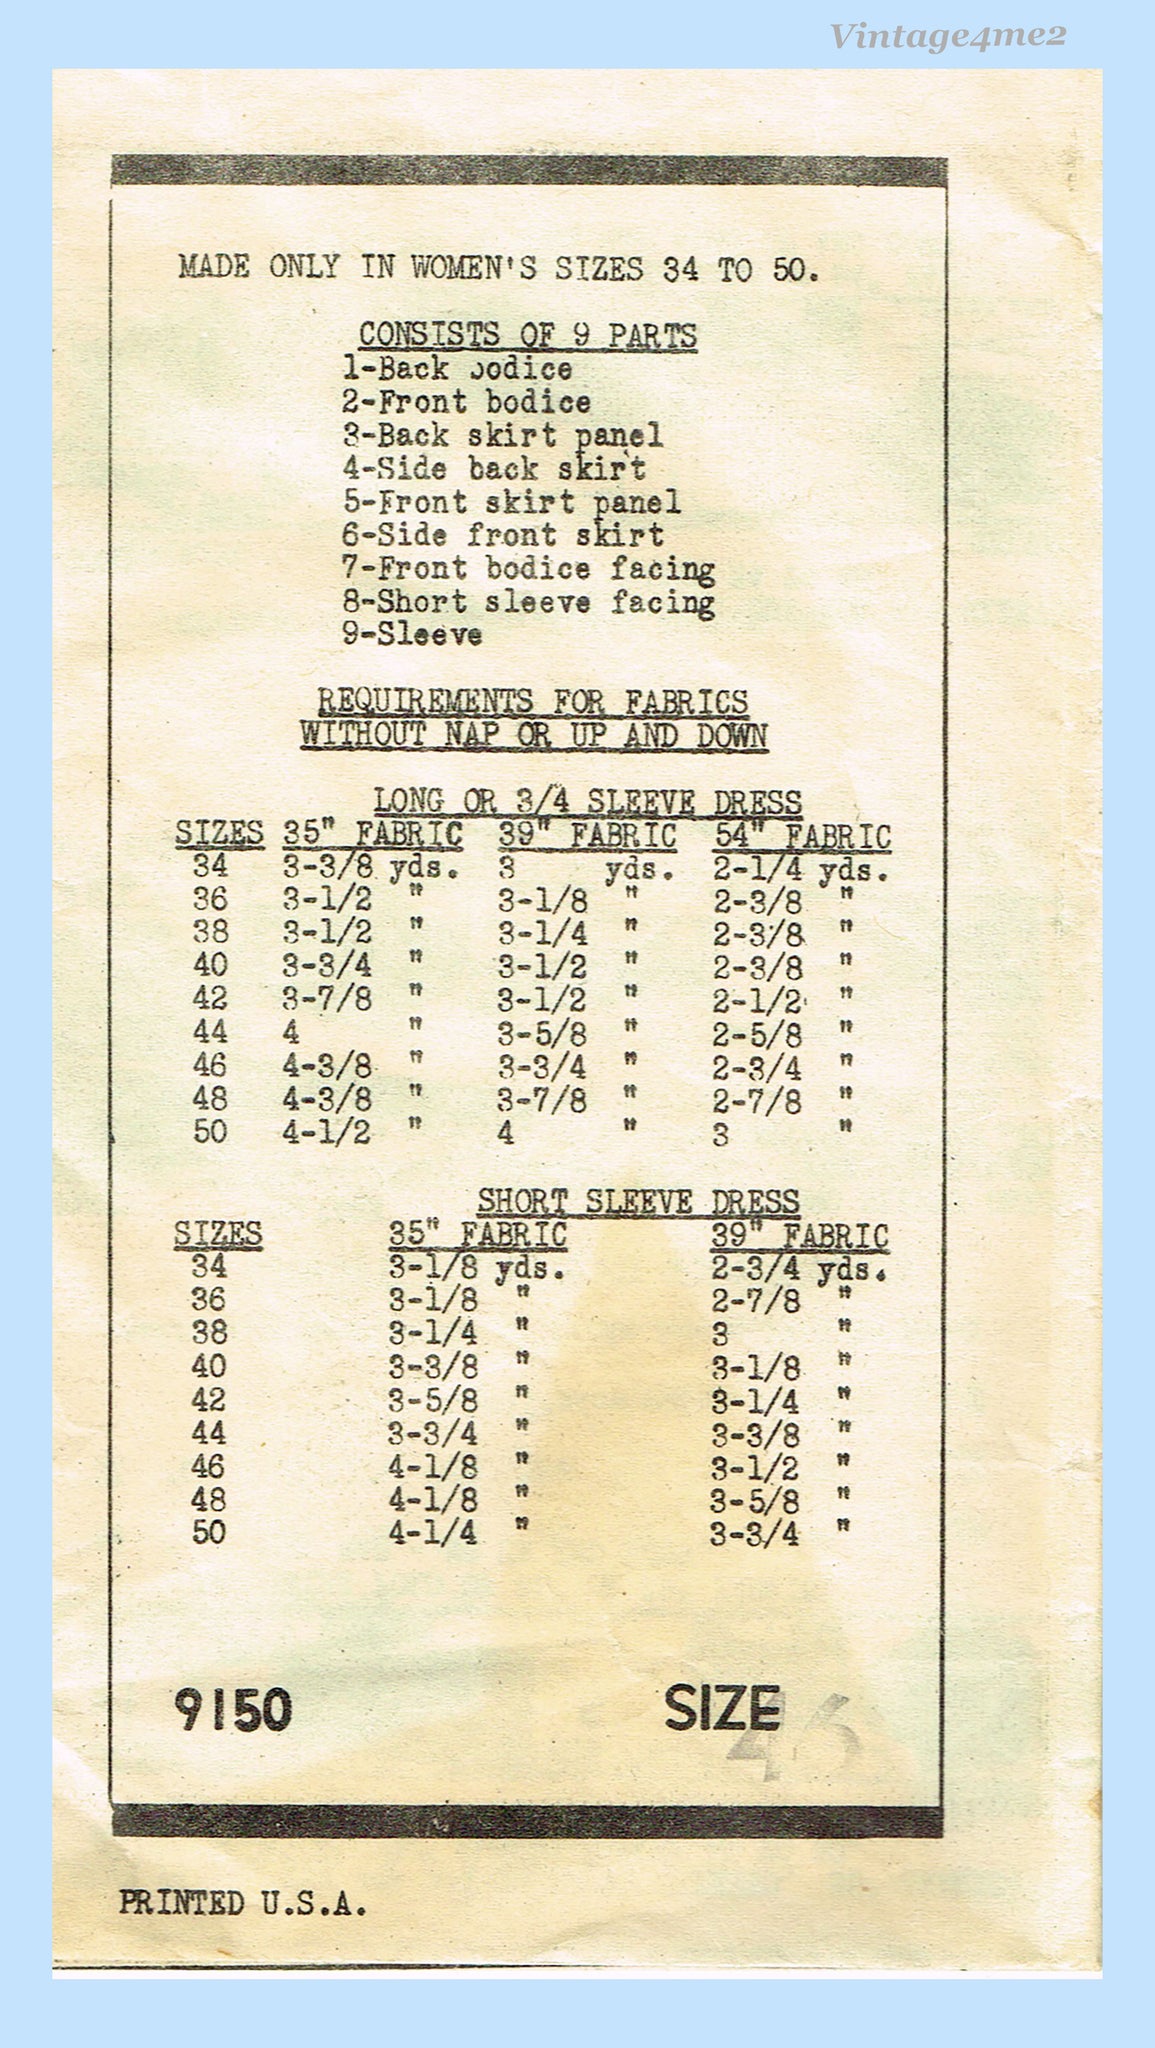 Vintage4me2
MADE ONLY IN WOMEN'S SIZES 34 TO 50.
CONSISTS OF 9 PARTS
1-Back bodice
2-Front bodice
3-Back skirt panel
4-Side back skirt
5-Front skirt panel
6-Side front skirt
7-Front bodice facing
8-Short sleeve facing
9-Sleeve
REQUIREMENTS FOR FABRICS
WITHOUT NAP OR UP AND DOWN
LONG OR 3/4 SLEEVE DRESS
SIZES 35" FABRIC 39" FABRIC 54" FABRIC
34 3-3/8 yds. 3 yds. 2-1/4 yds.
36 3-1/2 " 3-1/8 " 2-3/8 "
38 3-1/2 " 3-1/4 " 2-3/8 "
40 3-3/4 " 3-1/2 " 2-3/8 "
42 3-7/8 " 3-1/2 " 2-1/2 "
44 4 " 3-5/8 " 2-5/8 "
46 4-3/8 " 3-3/4 " 2-3/4 "
48 4-3/8 " 3-7/8 " 2-7/8 "
50 4-1/2 " 4 " 3 "
SHORT SLEEVE DRESS
SIZES 35" FABRIC 39" FABRIC
34 3-1/8 yds. 2-3/4 yds.
36 3-1/8 " 2-7/8 "
38 3-1/4 " 3 "
40 3-3/8 " 3-1/8 "
42 3-5/8 " 3-1/4 "
44 3-3/4 " 3-3/8 "
46 4-1/8 " 3-1/2 "
48 4-1/8 " 3-5/8 "
50 4-1/4 " 3-3/4 "
9150 SIZE 46
PRINTED U.S.A.